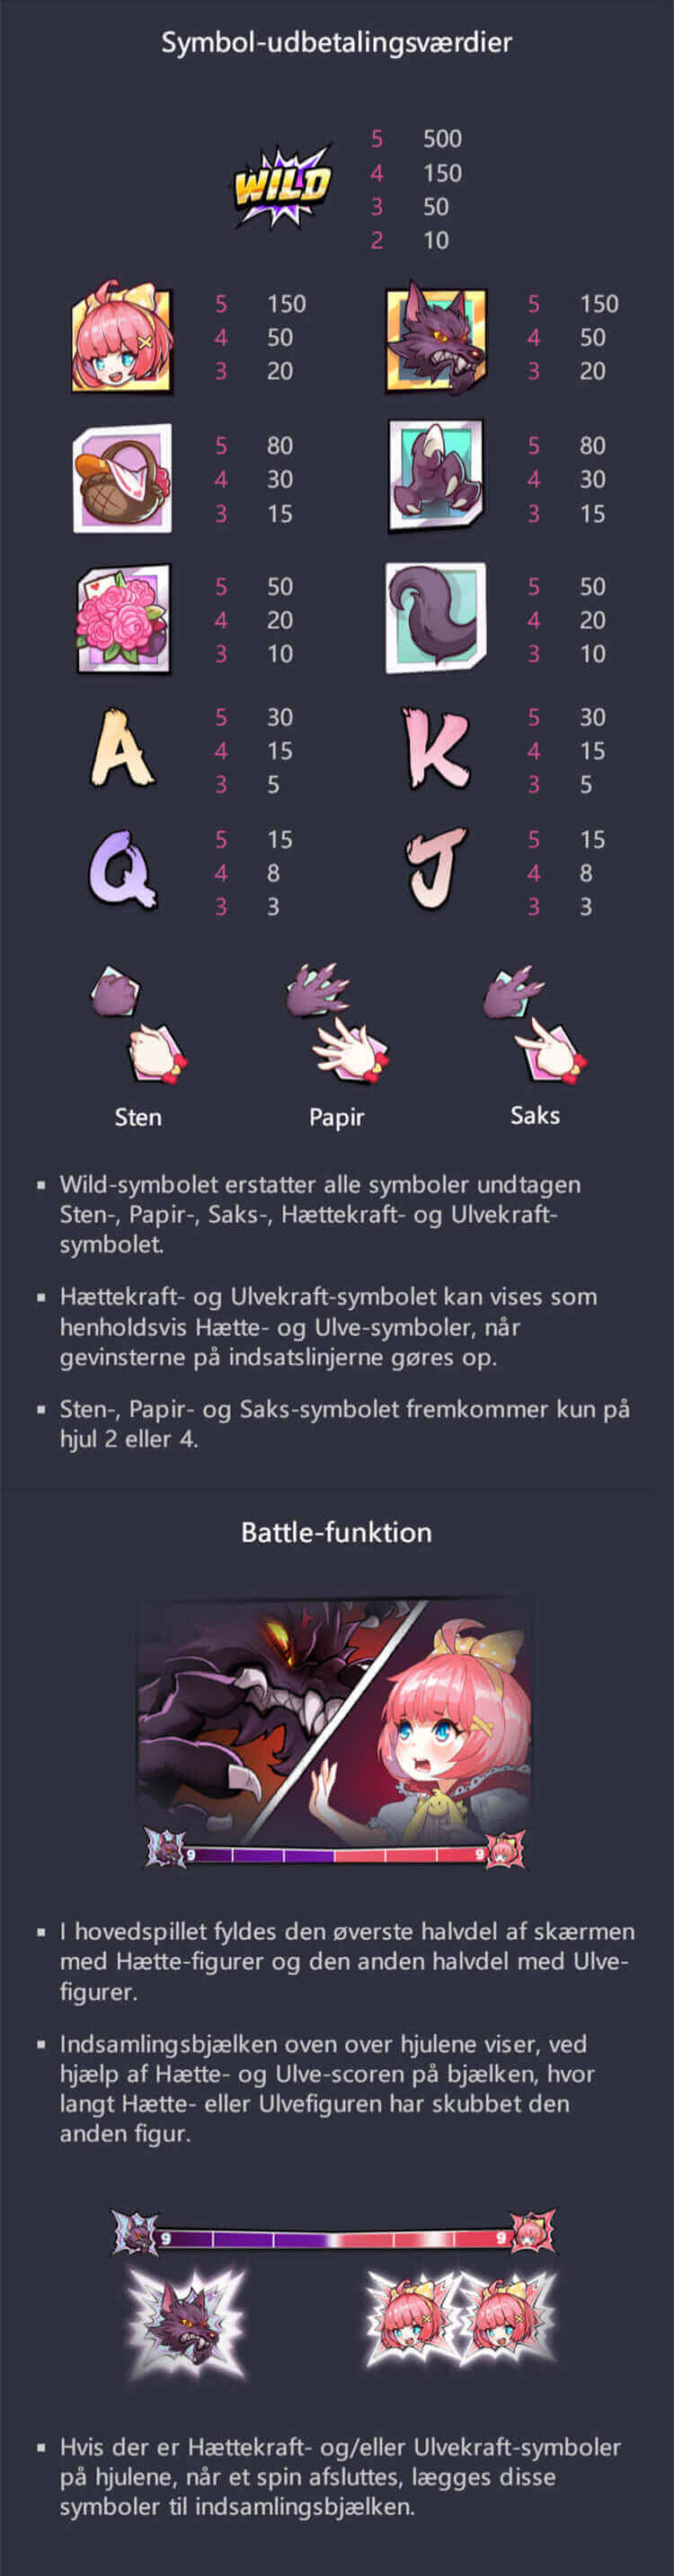 Symbol-udbetalingsværdier
WILD
5 500
4 150
3 50
2 10
5 150 5 150
4 50 4 50
3 20 3 20
5 80 5 80
4 30 4 30
3 15 3 15
5 50 5 50
4 20 4 20
3 10 3 10
A 5 30 K 5 30
4 15 4 15
3 5 3 5
Q 5 15 J 5 15
4 8 4 8
3 3 3 3
Sten Papir Saks
▪ Wild-symbolet erstatter alle symboler undtagen
Sten-, Papir-, Saks-, Hættekraft- og Ulvekraft-
symbolet.
▪ Hættekraft- og Ulvekraft-symbolet kan vises som
henholdsvis Hætte- og Ulve-symboler, når
gevinsterne på indsatslinjerne gøres op.
▪ Sten-, Papir- og Saks-symbolet fremkommer kun på
hjul 2 eller 4.
Battle-funktion
9 9
▪ I hovedspillet fyldes den øverste halvdel af skærmen
med Hætte-figurer og den anden halvdel med Ulve-
figurer.
▪ Indsamlingsbjælken oven over hjulene viser, ved
hjælp af Hætte- og Ulve-scoren på bjælken, hvor
langt Hætte- eller Ulvefiguren har skubbet den
anden figur.
9 9
▪ Hvis der er Hættekraft- og/eller Ulvekraft-symboler
på hjulene, når et spin afsluttes, lægges disse
symboler til indsamlingsbjælken.